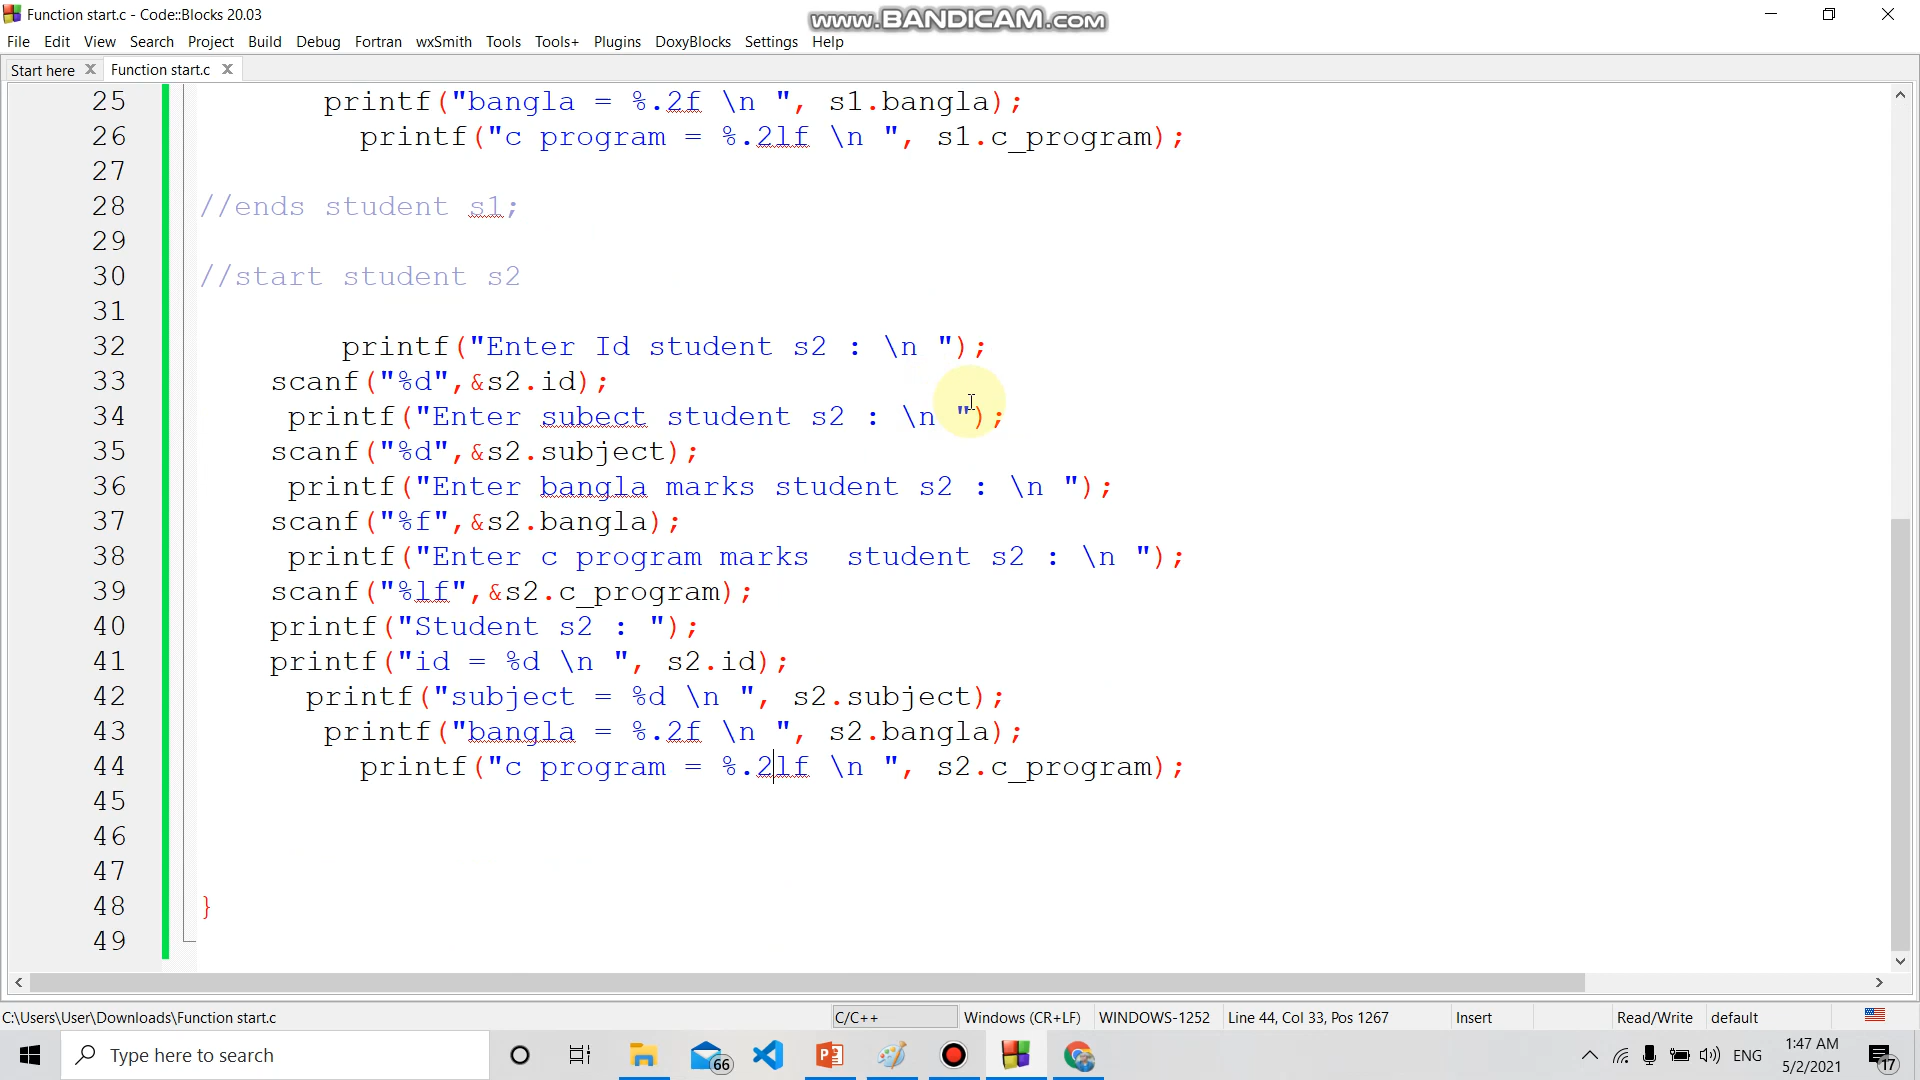 Function start.c - Code::Blocks 20.03
www.BANDICAM.com
File Edit View Search Project Build Debug Fortran wxSmith Tools Tools+ Plugins DoxyBlocks Settings Help
Start here Function start.c
25 printf("bangla = %.2f \n ", s1.bangla);
26 printf("c program = %.2lf \n ", s1.c_program);
27
28 //ends student s1;
29
30 //start student s2
31
32 printf("Enter Id student s2 : \n ");
33 scanf("%d",&s2.id);
34 printf("Enter subect student s2 : \n ");
35 scanf("%d",&s2.subject);
36 printf("Enter bangla marks student s2 : \n ");
37 scanf("%f",&s2.bangla);
38 printf("Enter c program marks  student s2 : \n ");
39 scanf("%lf",&s2.c_program);
40 printf("Student s2 : ");
41 printf("id = %d \n ", s2.id);
42 printf("subject = %d \n ", s2.subject);
43 printf("bangla = %.2f \n ", s2.bangla);
44 printf("c program = %.2lf \n ", s2.c_program);
45
46
47
48 }
49
C:\Users\User\Downloads\Function start.c C/C++ Windows (CR+LF) WINDOWS-1252 Line 44, Col 33, Pos 1267 Insert Read/Write default
Type here to search 66 ENG 1:47 AM
5/2/2021 17